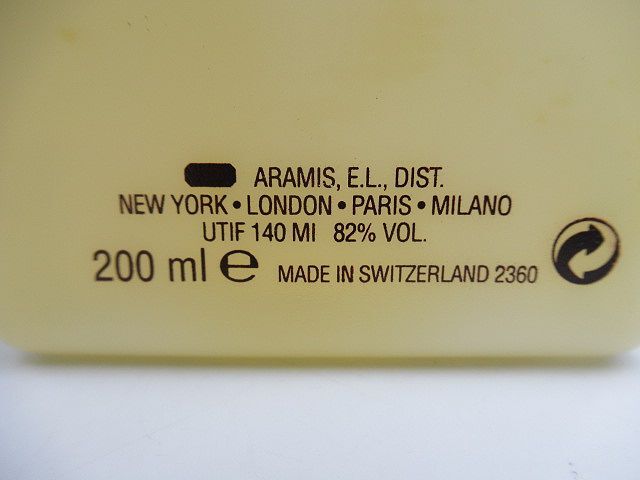 ARAMIS, E.L., DIST.
NEW YORK • LONDON • PARIS • MILANO
UTIF 140 MI 82% VOL.
200 ml e MADE IN SWITZERLAND 2360